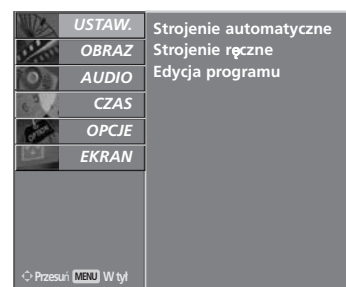 USTAW.
OBRAZ
AUDIO
CZAS
OPCJE
EKRAN
Strojenie automatyczne
Strojenie ręczne
Edycja programu
Przesuń MENU W tył